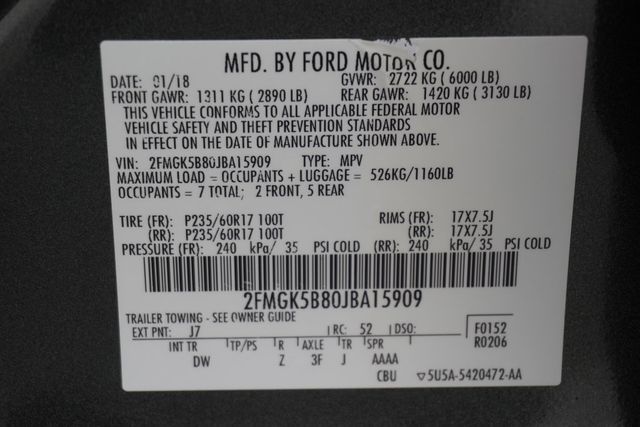 MFD. BY FORD MOTOR CO.
DATE: 01/18 GVWR: 2722 KG ( 6000 LB)
FRONT GAWR: 1311 KG ( 2890 LB) REAR GAWR: 1420 KG ( 3130 LB)
THIS VEHICLE CONFORMS TO ALL APPLICABLE FEDERAL MOTOR
VEHICLE SAFETY AND THEFT PREVENTION STANDARDS
IN EFFECT ON THE DATE OF MANUFACTURE SHOWN ABOVE.
VIN: 2FMGK5B80JBA15909 TYPE: MPV
MAXIMUM LOAD = OCCUPANTS + LUGGAGE = 526KG/1160LB
OCCUPANTS = 7 TOTAL; 2 FRONT, 5 REAR
TIRE (FR): P235/60R17 100T RIMS (FR): 17X7.5J
(RR): P235/60R17 100T (RR): 17X7.5J
PRESSURE (FR): 240 kPa/ 35 PSI COLD (RR): 240 kPa/ 35 PSI COLD
2FMGK5B80JBA15909
TRAILER TOWING - SEE OWNER GUIDE F0152
EXT PNT: J7 RC: 52 DSO: R0206
INT TR TP/PS R AXLE TR SPR
DW Z 3F J AAAA
CBU ▽5U5A-5420472-AA